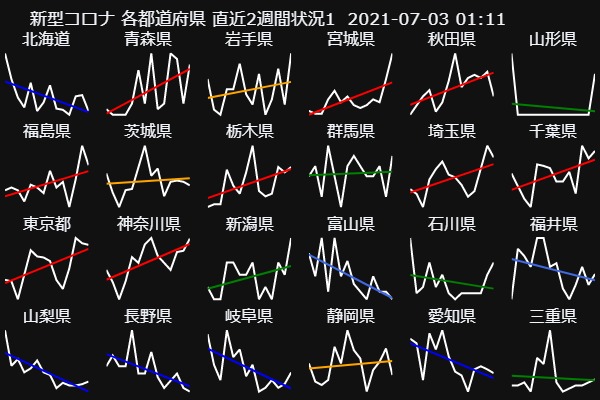 新型コロナ 各都道府県 直近2週間状況1 2021-07-03 01:11
北海道 青森県 岩手県 宮城県 秋田県 山形県
福島県 茨城県 栃木県 群馬県 埼玉県 千葉県
東京都 神奈川県 新潟県 富山県 石川県 福井県
山梨県 長野県 岐阜県 静岡県 愛知県 三重県